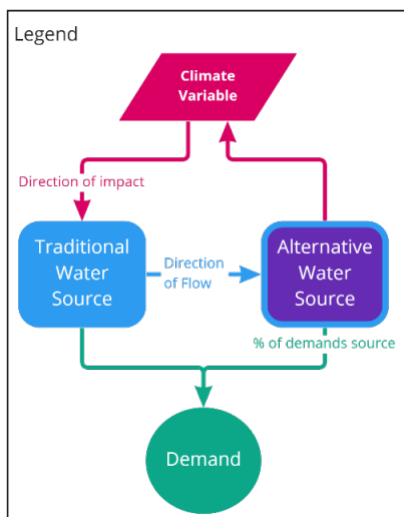 Legend
Climate
Variable
Direction of impact
Traditional
Water
Source
Direction
of Flow
Alternative
Water
Source
% of demands source
Demand